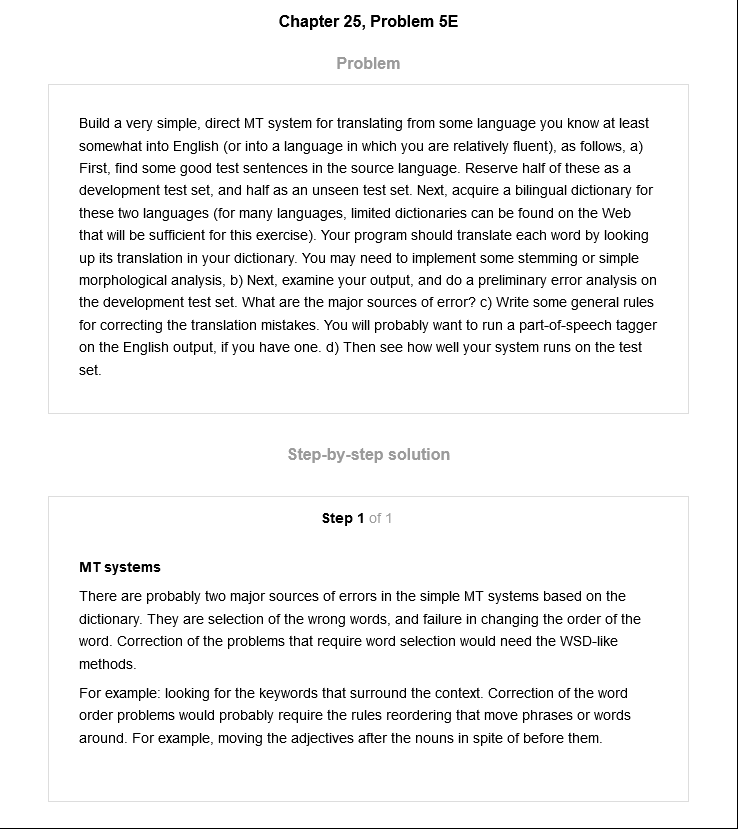 Chapter 25, Problem 5E
Problem
Build a very simple, direct MT system for translating from some language you know at least
somewhat into English (or into a language in which you are relatively fluent), as follows, a)
First, find some good test sentences in the source language. Reserve half of these as a
development test set, and half as an unseen test set. Next, acquire a bilingual dictionary for
these two languages (for many languages, limited dictionaries can be found on the Web
that will be sufficient for this exercise). Your program should translate each word by looking
up its translation in your dictionary. You may need to implement some stemming or simple
morphological analysis, b) Next, examine your output, and do a preliminary error analysis on
the development test set. What are the major sources of error? c) Write some general rules
for correcting the translation mistakes. You will probably want to run a part-of-speech tagger
on the English output, if you have one. d) Then see how well your system runs on the test
set.
Step-by-step solution
Step 1 of 1
MT systems
There are probably two major sources of errors in the simple MT systems based on the
dictionary. They are selection of the wrong words, and failure in changing the order of the
word. Correction of the problems that require word selection would need the WSD-like
methods.
For example: looking for the keywords that surround the context. Correction of the word
order problems would probably require the rules reordering that move phrases or words
around. For example, moving the adjectives after the nouns in spite of before them.